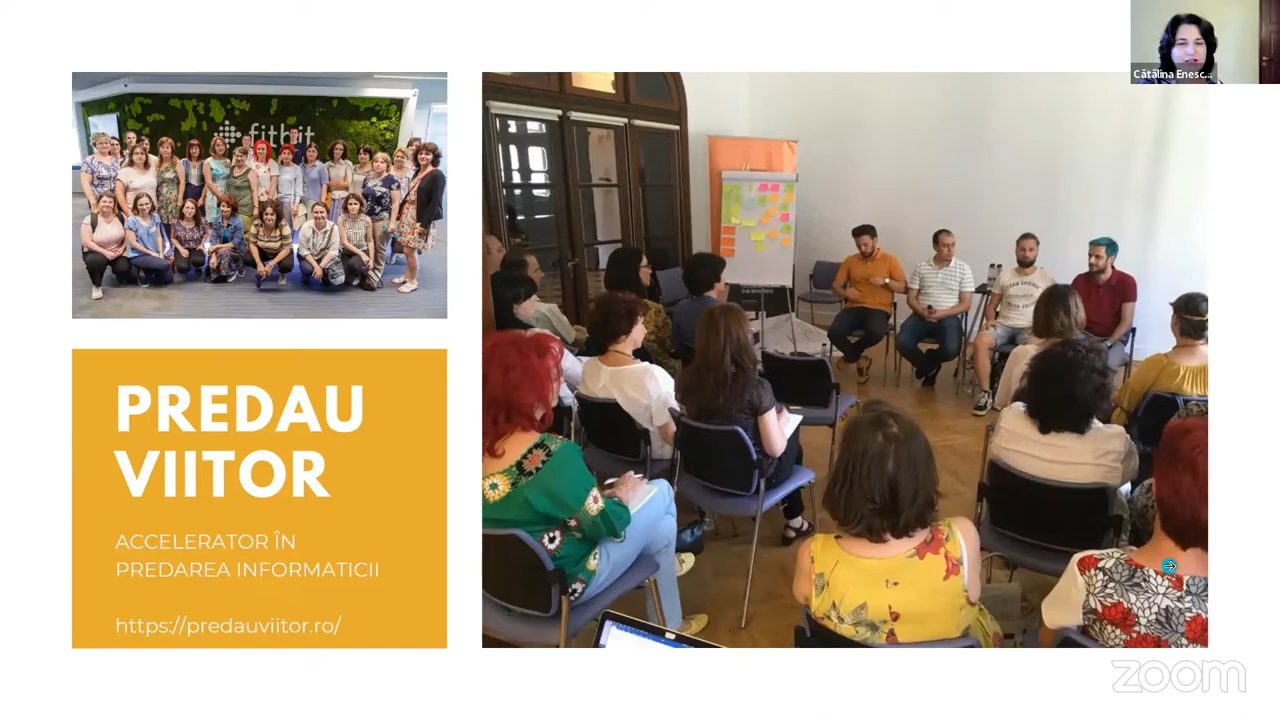 Cătălina Enesc...
fitbit
PREDAU
VIITOR
ACCELERATOR ÎN
PREDAREA INFORMATICII
https://predauviitor.ro/
zoom